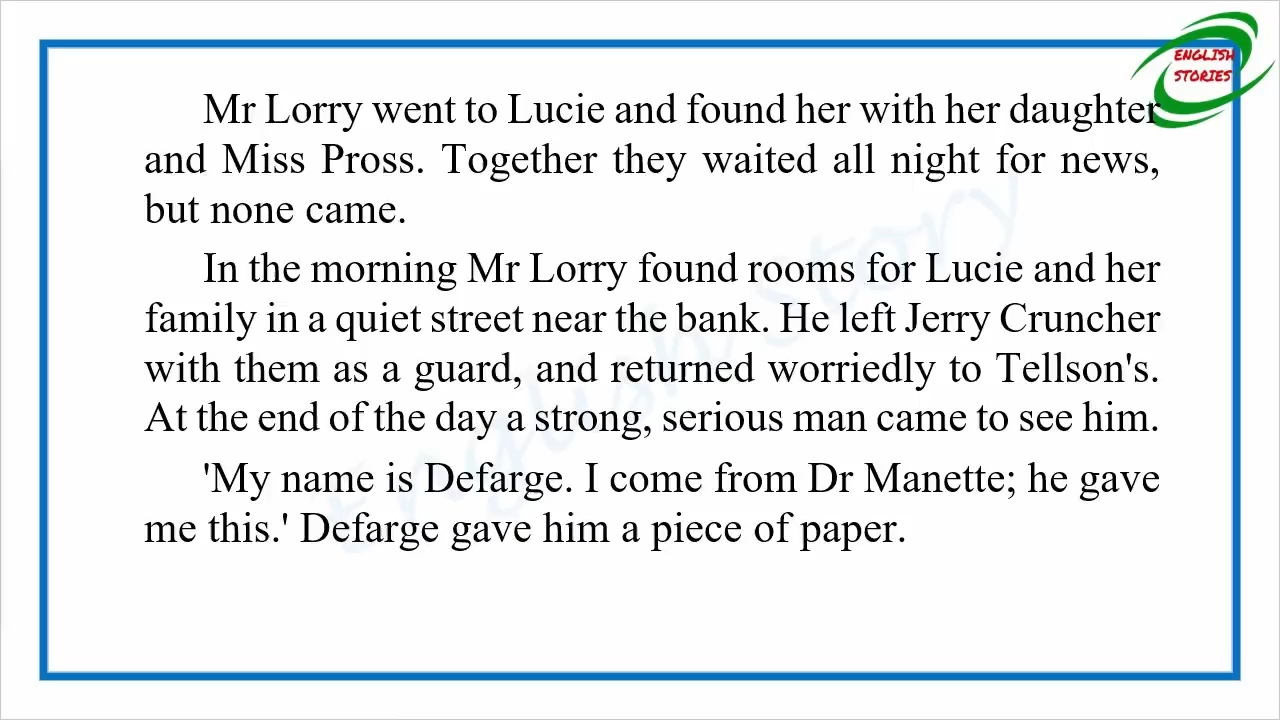 ENGLISH
STORIES
Mr Lorry went to Lucie and found her with her daughter
and Miss Pross. Together they waited all night for news,
but none came.
In the morning Mr Lorry found rooms for Lucie and her
family in a quiet street near the bank. He left Jerry Cruncher
with them as a guard, and returned worriedly to Tellson's.
At the end of the day a strong, serious man came to see him.
'My name is Defarge. I come from Dr Manette; he gave
me this.' Defarge gave him a piece of paper.
English Story